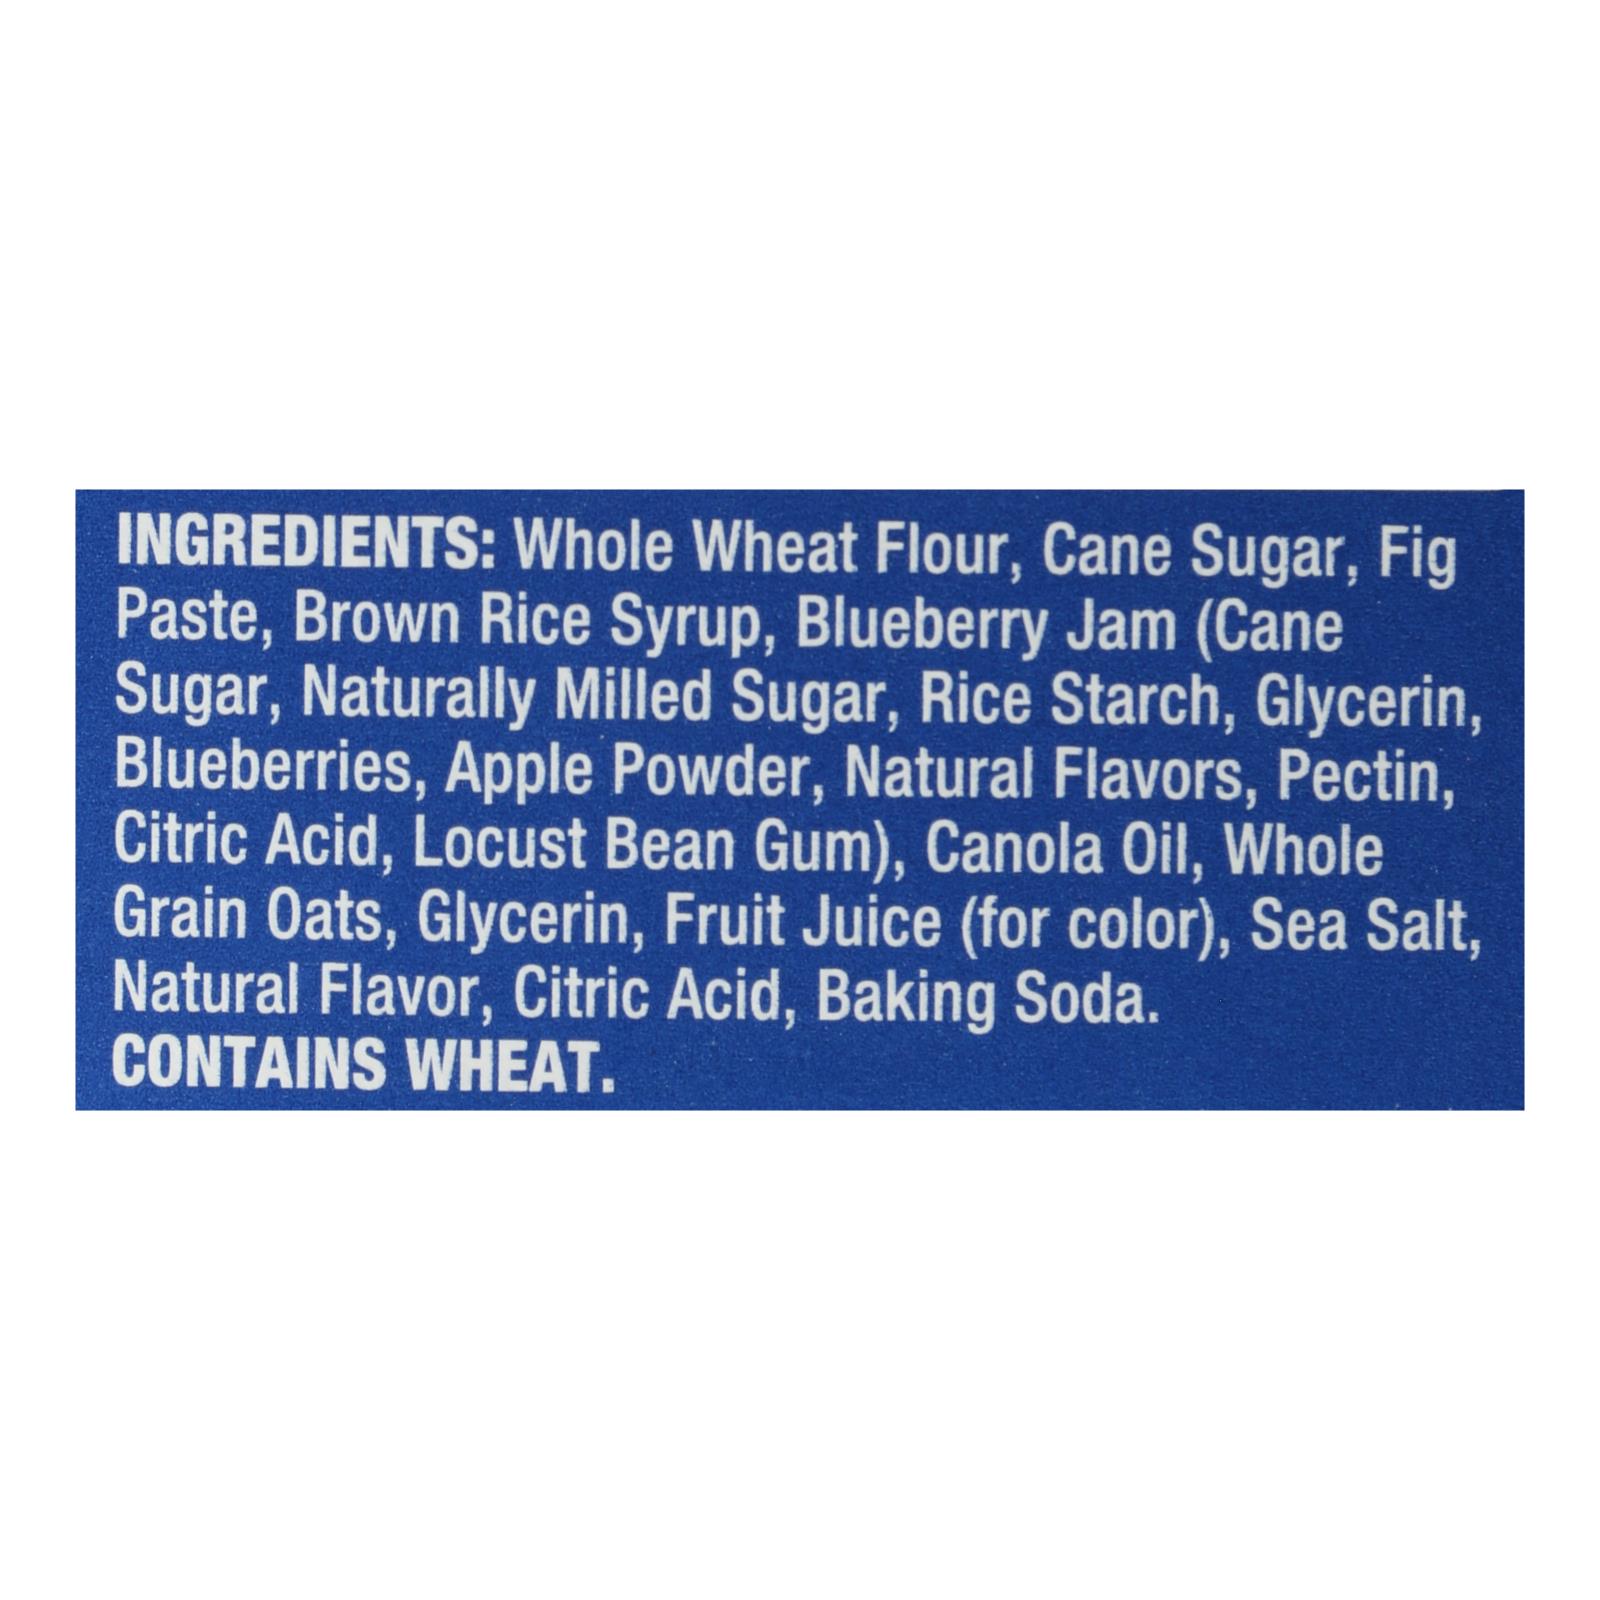 INGREDIENTS: Whole Wheat Flour, Cane Sugar, Fig
Paste, Brown Rice Syrup, Blueberry Jam (Cane
Sugar, Naturally Milled Sugar, Rice Starch, Glycerin,
Blueberries, Apple Powder, Natural Flavors, Pectin,
Citric Acid, Locust Bean Gum), Canola Oil, Whole
Grain Oats, Glycerin, Fruit Juice (for color), Sea Salt,
Natural Flavor, Citric Acid, Baking Soda.
CONTAINS WHEAT.